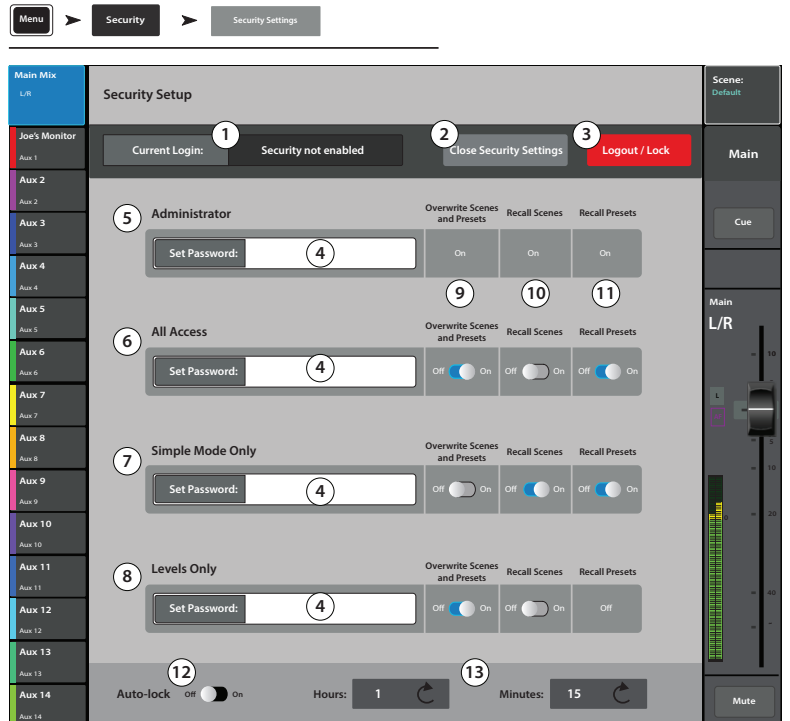 Menu Security Security Settings
Main Mix
L/R
Security Setup
Scene:
Default
1 2 3
Current Login: Security not enabled Close Security Settings Logout / Lock
Main
Joe's Monitor
Aux 1
Aux 2
Aux 2
Aux 3
Aux 3
Aux 4
Aux 4
Aux 5
Aux 5
Aux 6
Aux 6
Aux 7
Aux 7
Aux 8
Aux 8
Aux 9
Aux 9
Aux 10
Aux 10
Aux 11
Aux 11
Aux 12
Aux 12
Aux 13
Aux 13
Aux 14
Aux 14
5 Administrator
Overwrite Scenes and Presets
Recall Scenes
Recall Presets
Set Password: 4
On On On
9 10 11
6 All Access
Overwrite Scenes and Presets
Recall Scenes
Recall Presets
Set Password: 4
Off On Off On Off On
7 Simple Mode Only
Overwrite Scenes and Presets
Recall Scenes
Recall Presets
Set Password: 4
Off On Off On Off On
8 Levels Only
Overwrite Scenes and Presets
Recall Scenes
Recall Presets
Set Password: 4
Off On Off On Off
12 13
Auto-lock Off On Hours: 1 Minutes: 15
Cue
Main
L/R
10
L
5
10
0
20
40
Mute